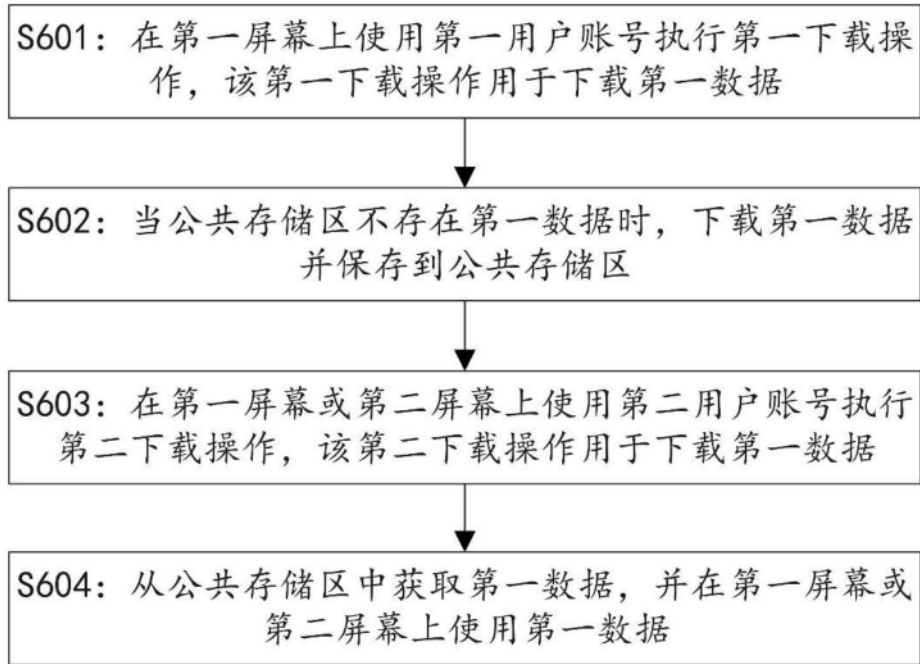 S601：在第一屏幕上使用第一用户账号执行第一下载操
作，该第一下载操作用于下载第一数据
S602：当公共存储区不存在第一数据时，下载第一数据
并保存到公共存储区
S603：在第一屏幕或第二屏幕上使用第二用户账号执行
第二下载操作，该第二下载操作用于下载第一数据
S604：从公共存储区中获取第一数据，并在第一屏幕或
第二屏幕上使用第一数据